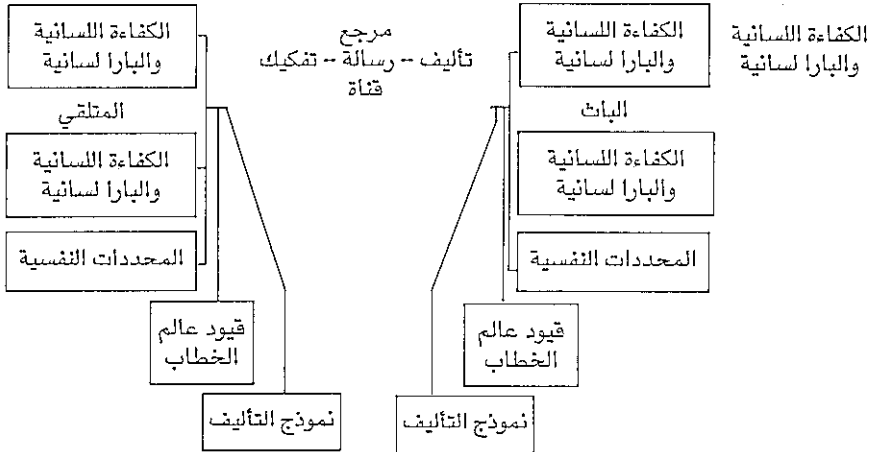 الكفاءة اللسانية
والبارا لسانية
الكفاءة اللسانية
والبارا لسانية
الباث
الكفاءة اللسانية
والبارا لسانية
المحددات النفسية
قيود عالم
الخطاب
نموذج التأليف
مرجع
تأليف -- رسالة -- تفكيك
قناة
الكفاءة اللسانية
والبارا لسانية
المتلقي
الكفاءة اللسانية
والبارا لسانية
المحددات النفسية
قيود عالم
الخطاب
نموذج التأليف